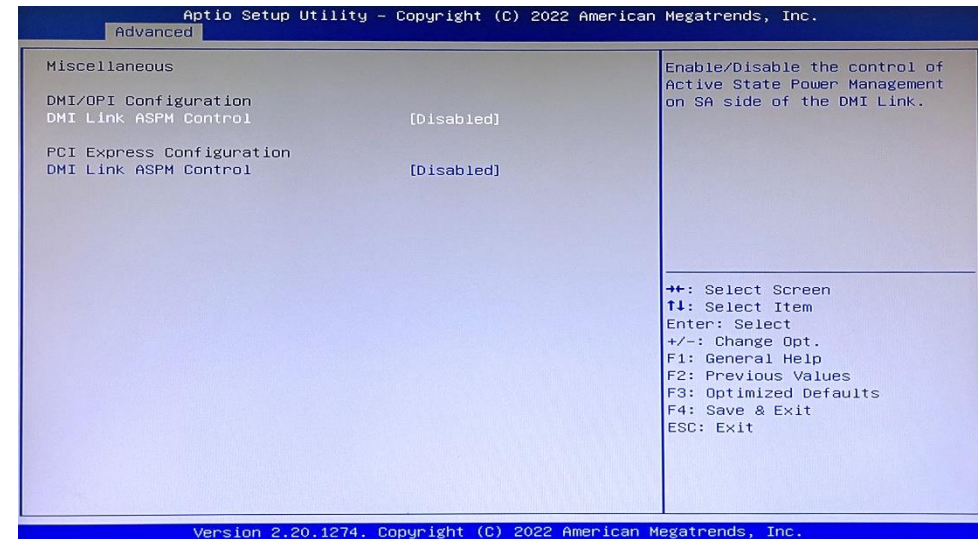 Aptio Setup Utility – Copyright (C) 2022 American Megatrends, Inc.
Advanced
Miscellaneous
DMI/OPI Configuration
DMI Link ASPM Control [Disabled]
PCI Express Configuration
DMI Link ASPM Control [Disabled]
Enable/Disable the control of
Active State Power Management
on SA side of the DMI Link.
→←: Select Screen
↑↓: Select Item
Enter: Select
+/-: Change Opt.
F1: General Help
F2: Previous Values
F3: Optimized Defaults
F4: Save & Exit
ESC: Exit
Version 2.20.1274. Copyright (C) 2022 American Megatrends, Inc.